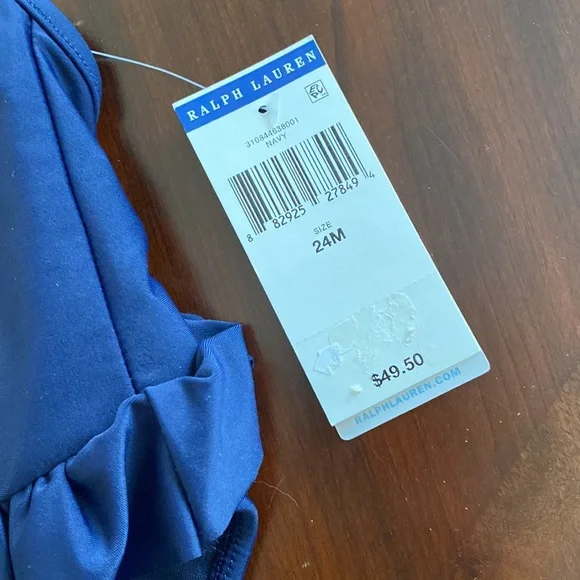 RALPH LAUREN
310844638001
NAVY
8 82925 27849 4
SIZE
24M
$49.50
RALPHLAUREN.COM